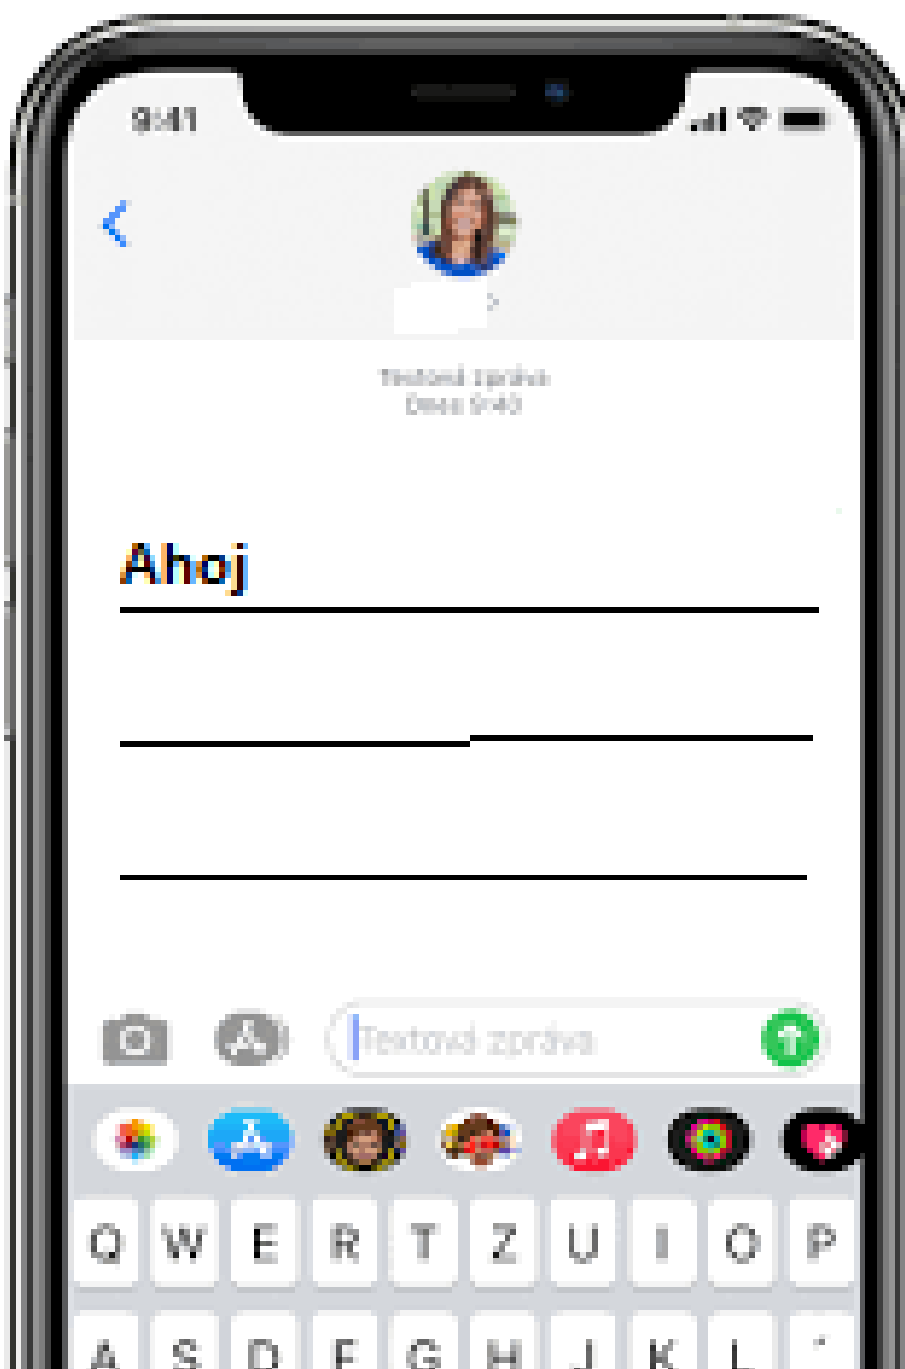 9:41
Textová zpráva
Dnes 9:40
Ahoj
Textová zpráva
Q W E R T Z U I O P
A S D F G H J K L